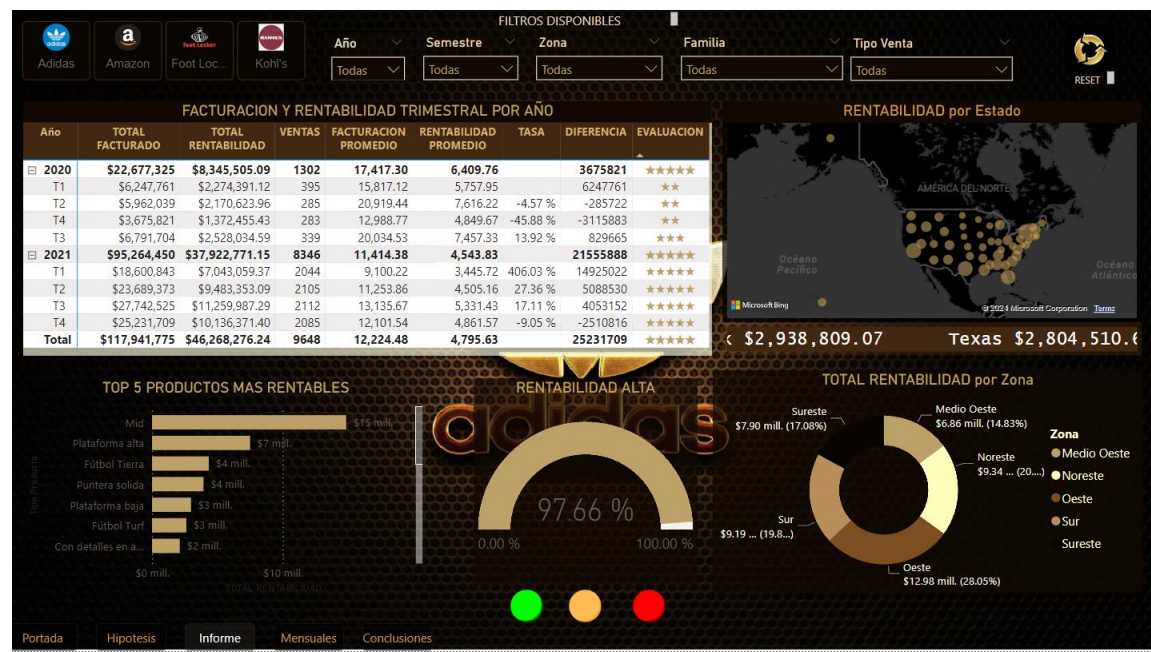 FILTROS DISPONIBLES
adidas
a
Foot Locker
KOHL'S
Adidas Amazon Foot Loc... Kohl's
Año Semestre Zona Familia Tipo Venta
Todas Todas Todas Todas Todas
RESET
FACTURACION Y RENTABILIDAD TRIMESTRAL POR AÑO
Año TOTAL FACTURADO TOTAL RENTABILIDAD VENTAS FACTURACION PROMEDIO RENTABILIDAD PROMEDIO TASA DIFERENCIA EVALUACION
2020 $22,677,325 $8,345,505.09 1302 17,417.30 6,409.76 3675821 ★★★★★
T1 $6,247,761 $2,274,391.12 395 15,817.12 5,757.95 6247761 ★★
T2 $5,962,039 $2,170,623.96 285 20,919.44 7,616.22 -4.57 % -285722 ★★
T4 $3,675,821 $1,372,455.43 283 12,988.77 4,849.67 -45.88 % -3115883 ★★
T3 $6,791,704 $2,528,034.59 339 20,034.53 7,457.33 13.92 % 829665 ★★★
2021 $95,264,450 $37,922,771.15 8346 11,414.38 4,543.83 21555888 ★★★★★
T1 $18,600,843 $7,043,059.37 2044 9,100.22 3,445.72 406.03 % 14925022 ★★★★★
T2 $23,689,373 $9,483,353.09 2105 11,253.86 4,505.16 27.36 % 5088530 ★★★★★
T3 $27,742,525 $11,259,987.29 2112 13,135.67 5,331.43 17.11 % 4053152 ★★★★★
T4 $25,231,709 $10,136,371.40 2085 12,101.54 4,861.57 -9.05 % -2510816 ★★★★★
Total $117,941,775 $46,268,276.24 9648 12,224.48 4,795.63 25231709 ★★★★★
RENTABILIDAD por Estado
AMÉRICA DEL NORTE
Océano
Pacífico
Océano
Atlántico
Microsoft Bing
© 2024 Microsoft Corporation Terms
$2,938,809.07 Texas $2,804,510.6
TOP 5 PRODUCTOS MAS RENTABLES
Tipo Producto
Mid $15 mill.
Plataforma alta $7 mill.
Fútbol Tierra $4 mill.
Puntera solida $4 mill.
Plataforma baja $3 mill.
Fútbol Turf $3 mill.
Con detalles en a... $2 mill.
$0 mill. $10 mill.
TOTAL RENTABILIDAD
RENTABILIDAD ALTA
adidas
97.66 %
0.00 % 100.00 %
TOTAL RENTABILIDAD por Zona
Sureste
$7.90 mill. (17.08%)
Medio Oeste
$6.86 mill. (14.83%)
Noreste
$9.34 ... (20....)
Sur
$9.19 ... (19.8...)
Oeste
$12.98 mill. (28.05%)
Zona
Medio Oeste
Noreste
Oeste
Sur
Sureste
Portada Hipotesis Informe Mensuales Conclusiones